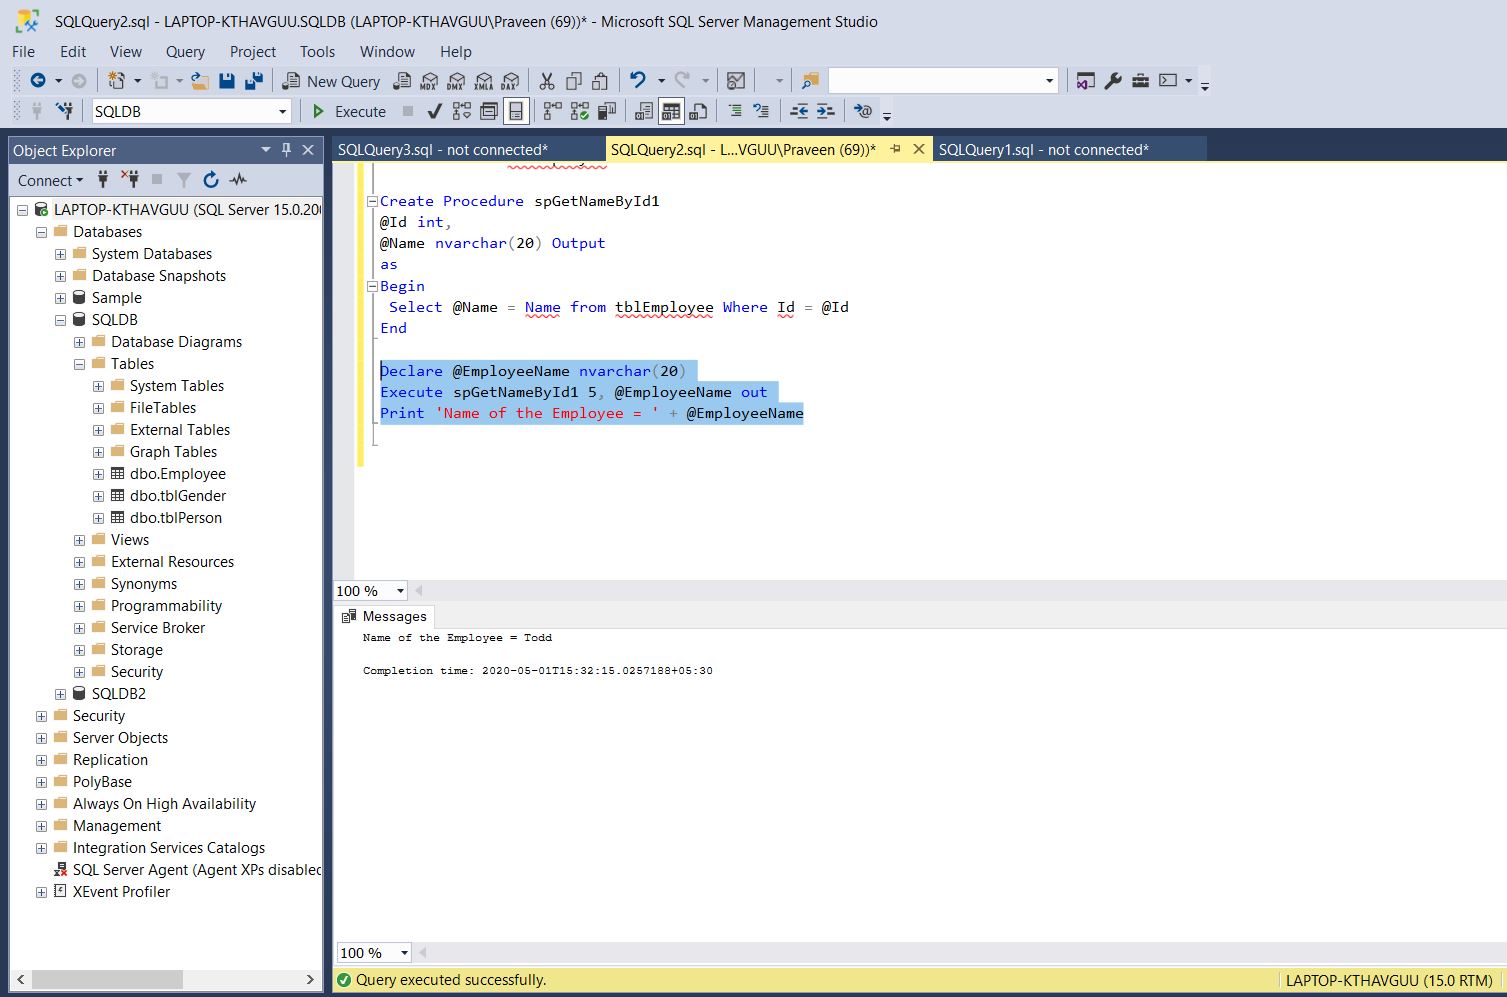 SQLQuery2.sql - LAPTOP-KTHAVGUU.SQLDB (LAPTOP-KTHAVGUU\Praveen (69))* - Microsoft SQL Server Management Studio
File Edit View Query Project Tools Window Help
New Query MDX DMX XMLA DAX
SQLDB Execute
Object Explorer
Connect
LAPTOP-KTHAVGUU (SQL Server 15.0.200
Databases
System Databases
Database Snapshots
Sample
SQLDB
Database Diagrams
Tables
System Tables
FileTables
External Tables
Graph Tables
dbo.Employee
dbo.tblGender
dbo.tblPerson
Views
External Resources
Synonyms
Programmability
Service Broker
Storage
Security
SQLDB2
Security
Server Objects
Replication
PolyBase
Always On High Availability
Management
Integration Services Catalogs
SQL Server Agent (Agent XPs disabled
XEvent Profiler
SQLQuery3.sql - not connected* SQLQuery2.sql - L...VGUU\Praveen (69))* SQLQuery1.sql - not connected*
Create Procedure spGetNameById1
@Id int,
@Name nvarchar(20) Output
as
Begin
Select @Name = Name from tblEmployee Where Id = @Id
End
Declare @EmployeeName nvarchar(20)
Execute spGetNameById1 5, @EmployeeName out
Print 'Name of the Employee = ' + @EmployeeName
100 %
Messages
Name of the Employee = Todd
Completion time: 2020-05-01T15:32:15.0257188+05:30
100 %
Query executed successfully. LAPTOP-KTHAVGUU (15.0 RTM)